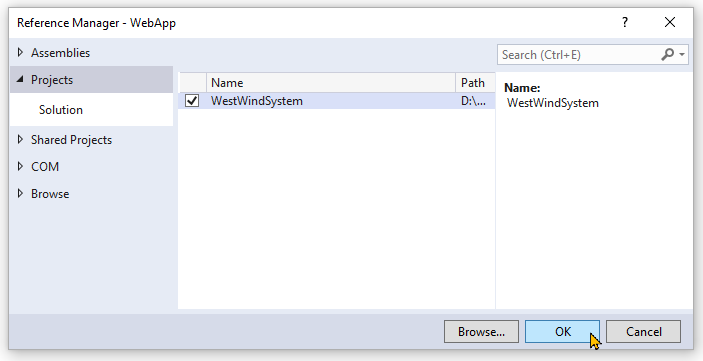 Reference Manager - WebApp
?
Assemblies
Search (Ctrl+E)
Projects
Solution
Shared Projects
COM
Browse
Name Path
WestWindSystem D:\...
Name:
WestWindSystem
Browse... OK Cancel